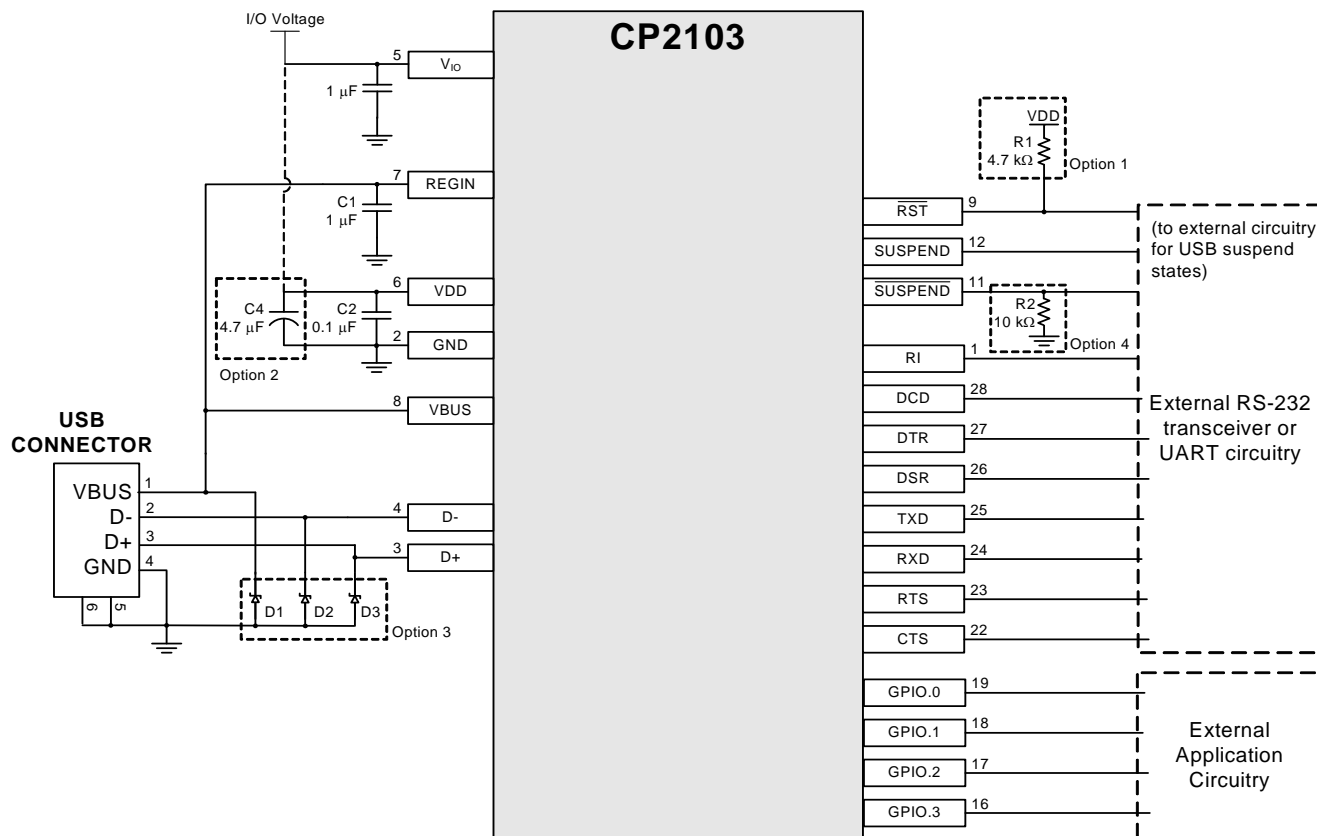 CP2103
I/O Voltage
5
VIO
1 μF
7
REGIN
C1
1 μF
6
VDD
C4
4.7 μF
C2
0.1 μF
2
GND
Option 2
8
VBUS
USB
CONNECTOR
VBUS
1
D-
2
D+
3
GND
4
6
5
4
D-
3
D+
D1
D2
D3
Option 3
VDD
R1
4.7 kΩ
Option 1
RST
9
SUSPEND
12
SUSPEND
11
R2
10 kΩ
Option 4
RI
1
DCD
28
DTR
27
DSR
26
TXD
25
RXD
24
RTS
23
CTS
22
GPIO.0
19
GPIO.1
18
GPIO.2
17
GPIO.3
16
(to external circuitry
for USB suspend
states)
External RS-232
transceiver or
UART circuitry
External
Application
Circuitry